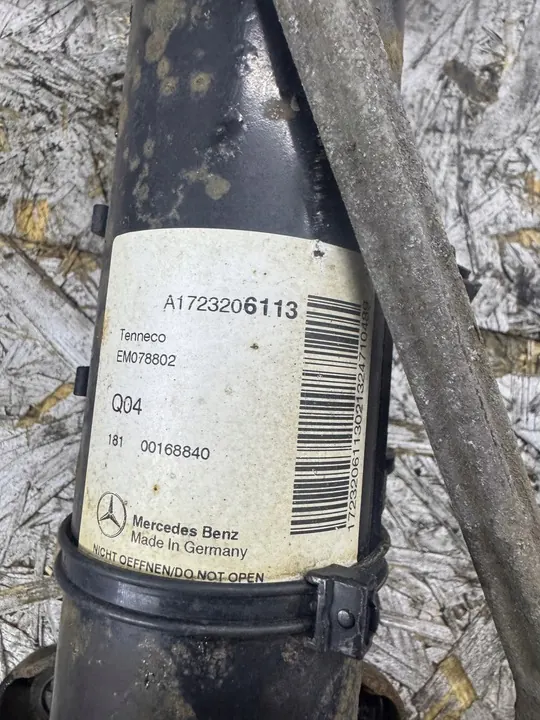 A1723206113
Tenneco
EM078802
Q04
181 00168840
Mercedes Benz
Made In Germany
NICHT OEFFNEN/DO NOT OPEN